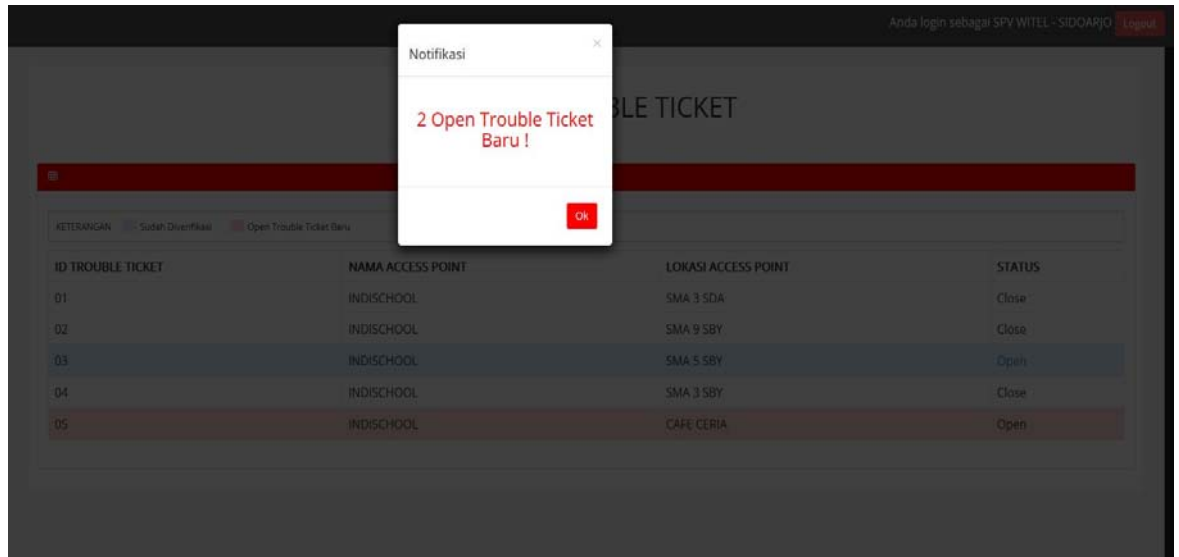 Anda login sebagai SPV WITEL - SIDOARJO Logout
Notifikasi ×
BLE TICKET
2 Open Trouble Ticket
Baru !
Ok
KETERANGAN - Sudah Diverifikasi Open Trouble Ticket Baru
ID TROUBLE TICKET NAMA ACCESS POINT LOKASI ACCESS POINT STATUS
01 INDISCHOOL SMA 3 SDA Close
02 INDISCHOOL SMA 9 SBY Close
03 INDISCHOOL SMA 5 SBY Open
04 INDISCHOOL SMA 3 SBY Close
05 INDISCHOOL CAFE CERIA Open